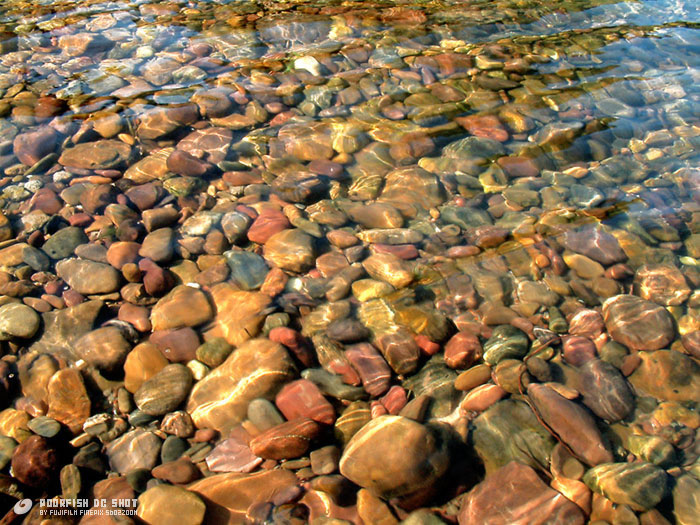 POORFISH DC SHOT
BY FUJIFILM FINEPIX S602ZOOM